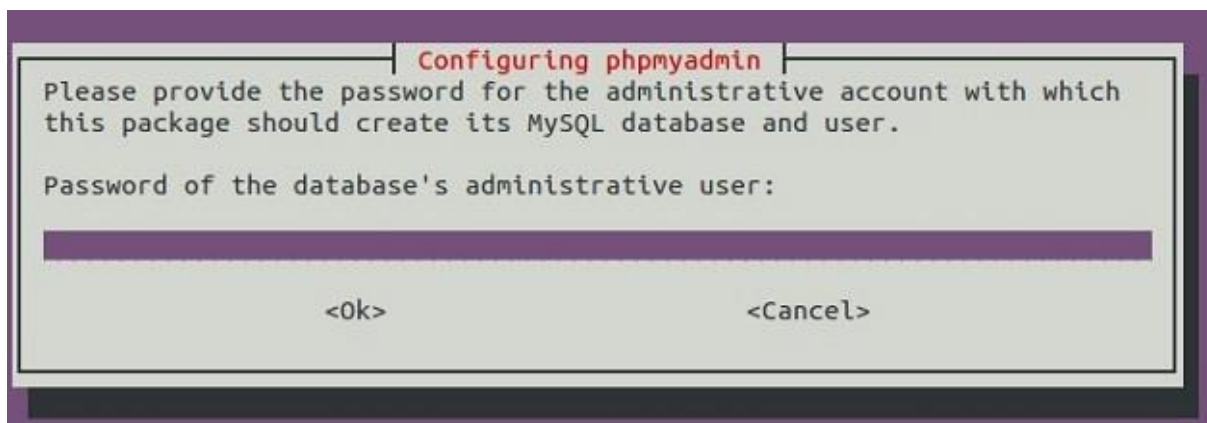 Configuring phpmyadmin
Please provide the password for the administrative account with which
this package should create its MySQL database and user.
Password of the database's administrative user:
<Ok> <Cancel>